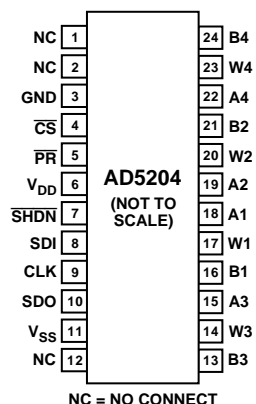 NC 1 24 B4
NC 2 23 W4
GND 3 22 A4
CS 4 21 B2
PR 5 20 W2
VDD 6 AD5204 19 A2
SHDN 7 (NOT TO SCALE) 18 A1
SDI 8 17 W1
CLK 9 16 B1
SDO 10 15 A3
VSS 11 14 W3
NC 12 13 B3
NC = NO CONNECT